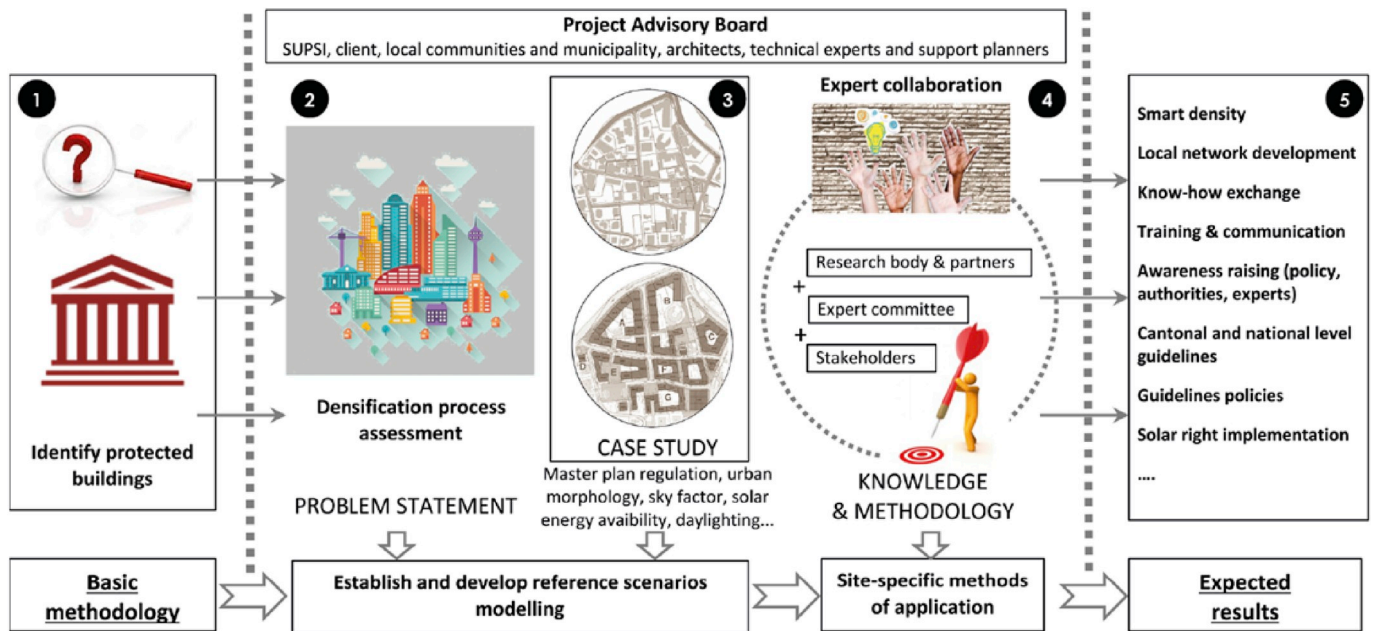 Project Advisory Board
SUPSI, client, local communities and municipality, architects, technical experts and support planners
1
Identify protected
buildings
2
Densification process
assessment
PROBLEM STATEMENT
3
CASE STUDY
Master plan regulation, urban
morphology, sky factor, solar
energy avaibility, daylighting...
Expert collaboration
4
Research body & partners
+
Expert committee
+
Stakeholders
KNOWLEDGE
& METHODOLOGY
5
Smart density
Local network development
Know-how exchange
Training & communication
Awareness raising (policy,
authorities, experts)
Cantonal and national level
guidelines
Guidelines policies
Solar right implementation
....
Basic
methodology
Establish and develop reference scenarios
modelling
Site-specific methods
of application
Expected
results